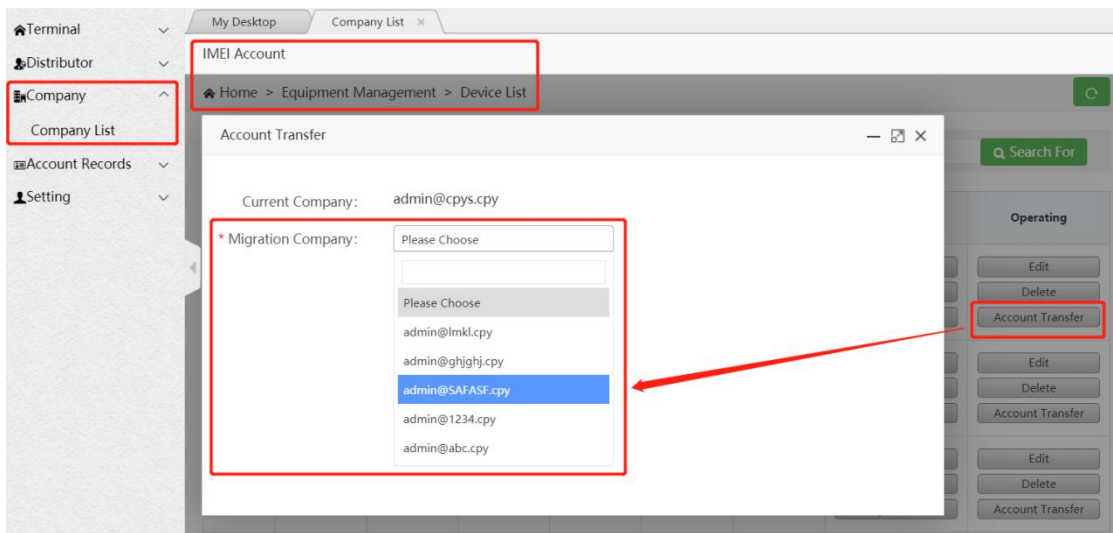 Terminal
Distributor
Company
Company List
Account Records
Setting
My Desktop
Company List ×
IMEI Account
Home > Equipment Management > Device List
Search For
Account Transfer
Current Company: admin@cpys.cpy
* Migration Company: Please Choose
Please Choose
admin@lmkl.cpy
admin@ghjghj.cpy
admin@SAFASF.cpy
admin@1234.cpy
admin@abc.cpy
Operating
Edit
Delete
Account Transfer
Edit
Delete
Account Transfer
Edit
Delete
Account Transfer